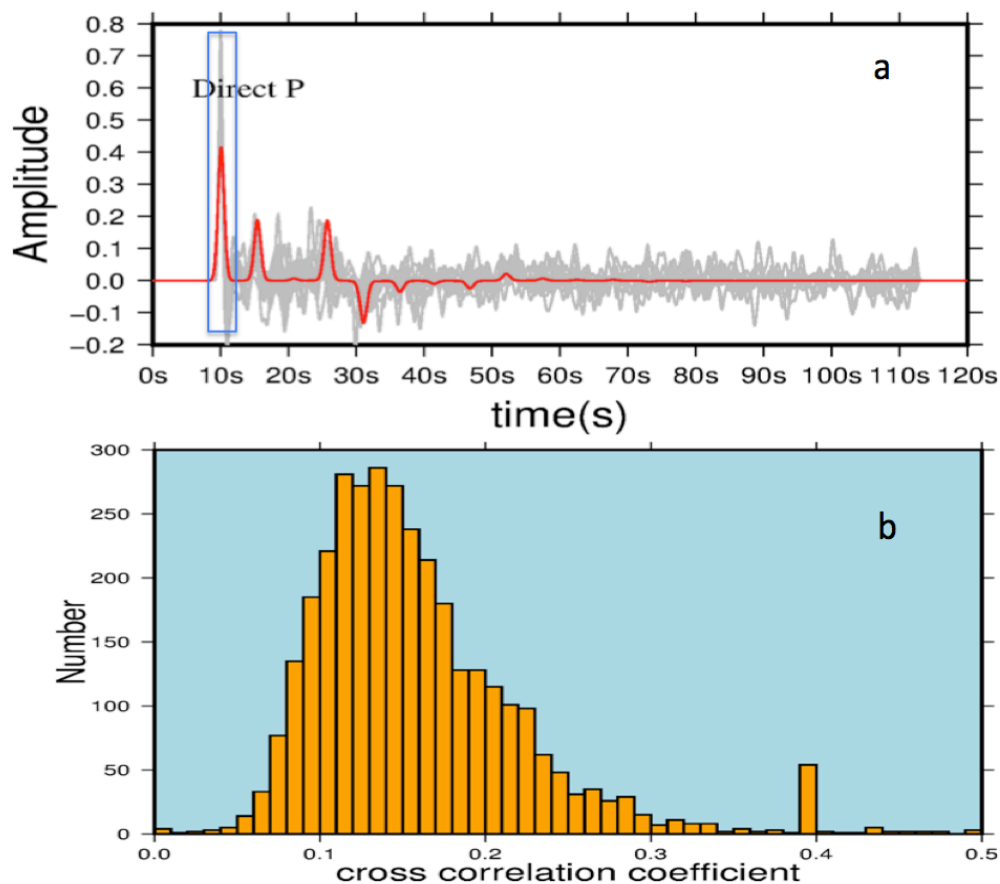 0.8
0.7
0.6
0.5
0.4
0.3
0.2
0.1
0.0
−0.1
−0.2
Amplitude
Direct P
a
0s 10s 20s 30s 40s 50s 60s 70s 80s 90s 100s 110s 120s
time(s)
300
250
200
150
100
50
0
Number
b
0.0 0.1 0.2 0.3 0.4 0.5
cross correlation coefficient